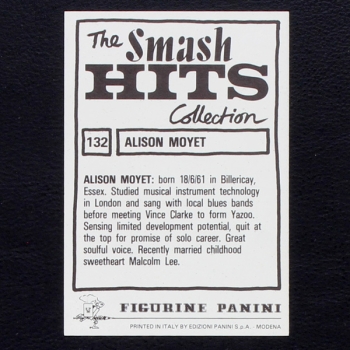 The Smash
HITS
Collection
132 ALISON MOYET
ALISON MOYET: born 18/6/61 in Billericay,
Essex. Studied musical instrument technology
in London and sang with local blues bands
before meeting Vince Clarke to form Yazoo.
Sensing limited development potential, quit at
the top for promise of solo career. Great
soulful voice. Recently married childhood
sweetheart Malcolm Lee.
FIGURINE PANINI
PRINTED IN ITALY BY EDIZIONI PANINI S.p.A. - MODENA